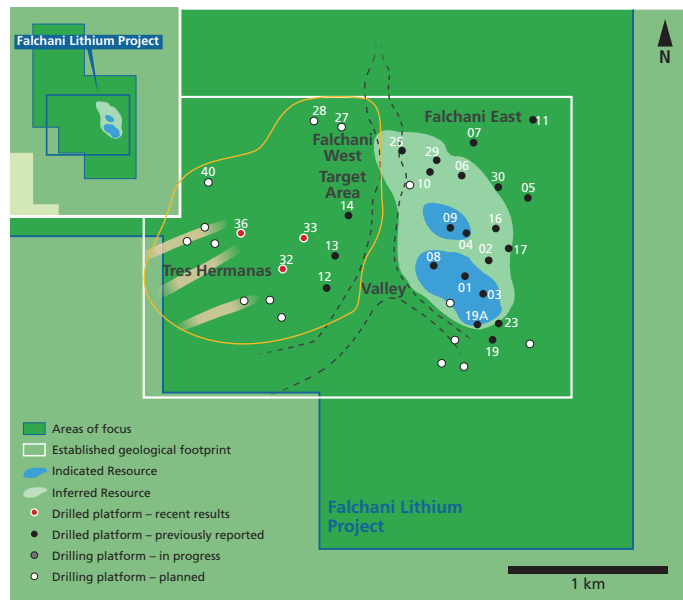 Falchani Lithium Project
N
28
27
Falchani East
11
Falchani
West
25
07
29
Target
Area
40
10
06
30
05
14
36
33
09
16
04
13
02
17
Tres Hermanas
32
08
12
Valley
01
03
19A
23
19
Areas of focus
Established geological footprint
Indicated Resource
Inferred Resource
Drilled platform – recent results
Drilled platform – previously reported
Drilling platform – in progress
Drilling platform – planned
Falchani Lithium
Project
1 km